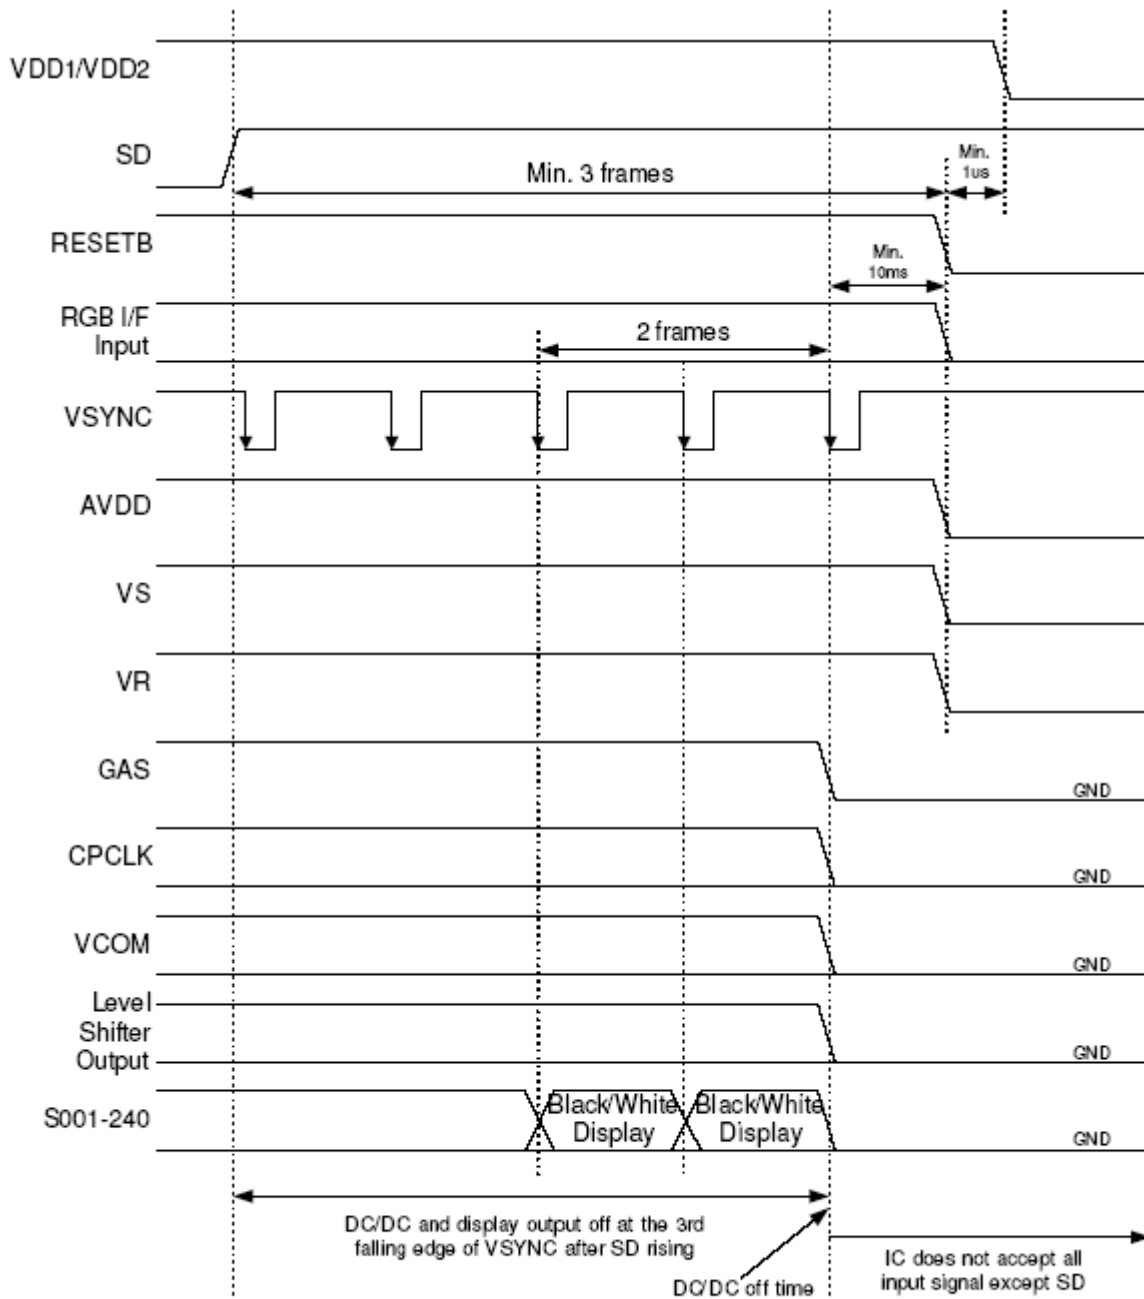 VDD1/VDD2
SD
Min. 3 frames
Min.
1us
RESETB
Min.
10ms
RGB I/F
Input
2 frames
VSYNC
AVDD
VS
VR
GAS
GND
CPCLK
GND
VCOM
GND
Level
Shifter
Output
GND
S001-240
Black/White
Display
Black/White
Display
GND
DC/DC and display output off at the 3rd
falling edge of VSYNC after SD rising
DC/DC off time
IC does not accept all
input signal except SD